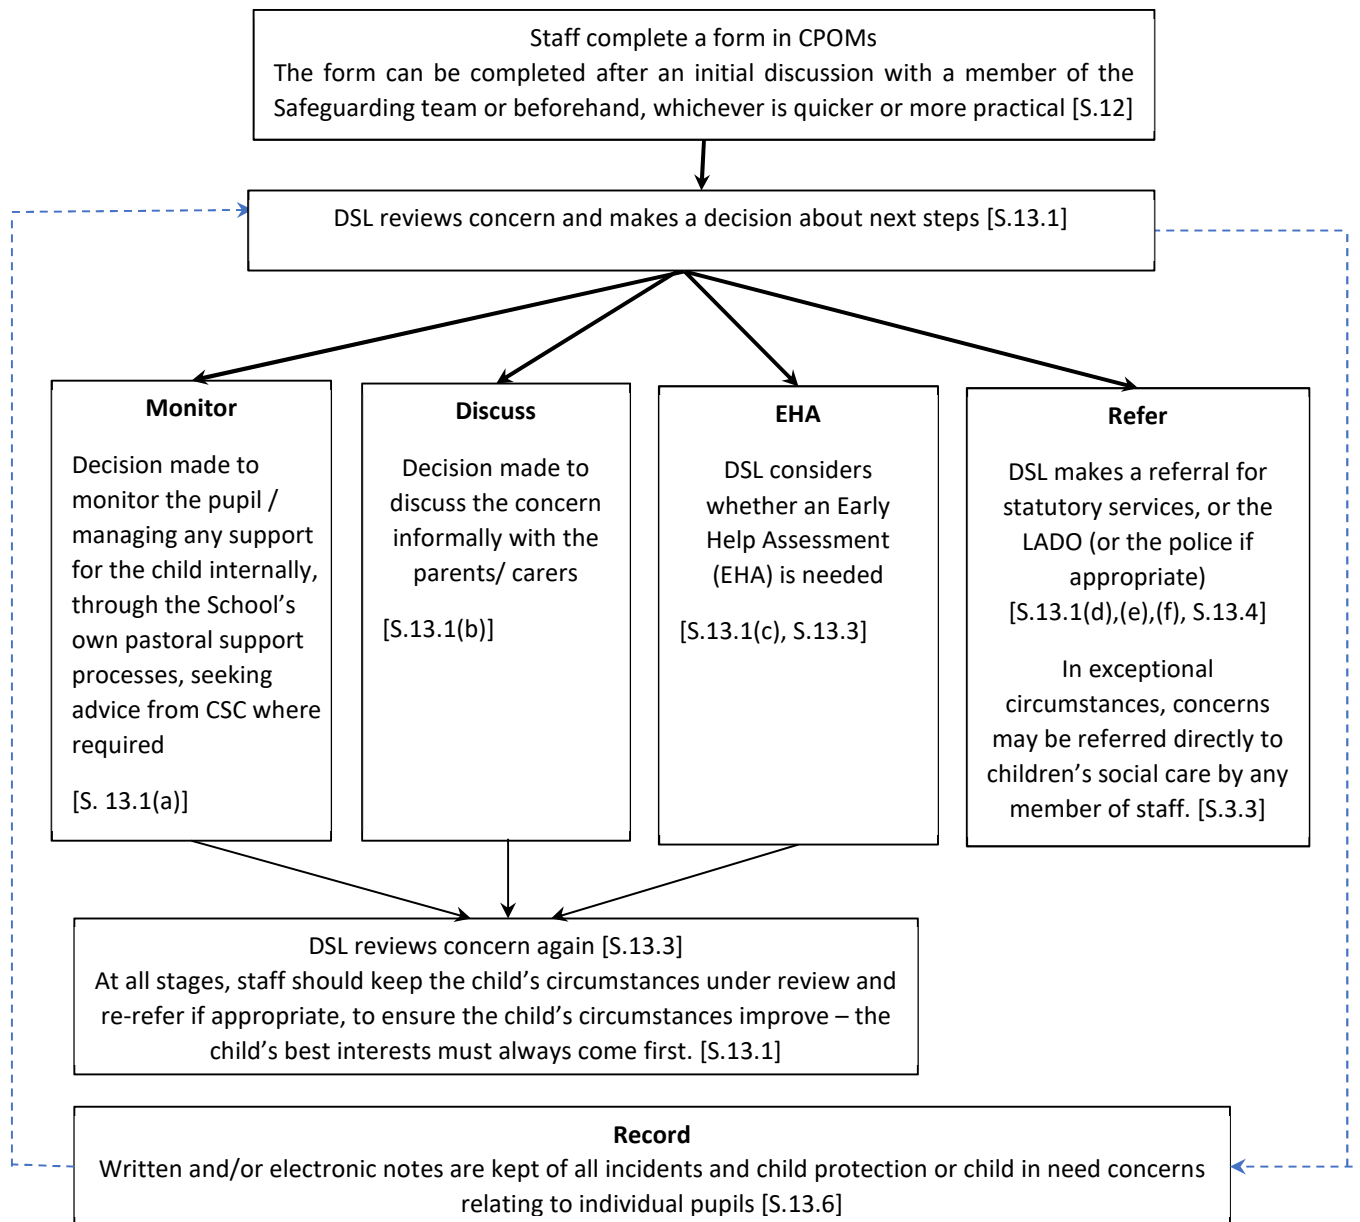 Staff complete a form in CPOMs
The form can be completed after an initial discussion with a member of the
Safeguarding team or beforehand, whichever is quicker or more practical [S.12]
DSL reviews concern and makes a decision about next steps [S.13.1]
Monitor
Decision made to
monitor the pupil /
managing any support
for the child internally,
through the School’s
own pastoral support
processes, seeking
advice from CSC where
required
[S. 13.1(a)]
Discuss
Decision made to
discuss the concern
informally with the
parents/ carers
[S.13.1(b)]
EHA
DSL considers
whether an Early
Help Assessment
(EHA) is needed
[S.13.1(c), S.13.3]
Refer
DSL makes a referral for
statutory services, or the
LADO (or the police if
appropriate)
[S.13.1(d),(e),(f), S.13.4]
In exceptional
circumstances, concerns
may be referred directly to
children’s social care by any
member of staff. [S.3.3]
DSL reviews concern again [S.13.3]
At all stages, staff should keep the child’s circumstances under review and
re-refer if appropriate, to ensure the child’s circumstances improve – the
child’s best interests must always come first. [S.13.1]
Record
Written and/or electronic notes are kept of all incidents and child protection or child in need concerns
relating to individual pupils [S.13.6]